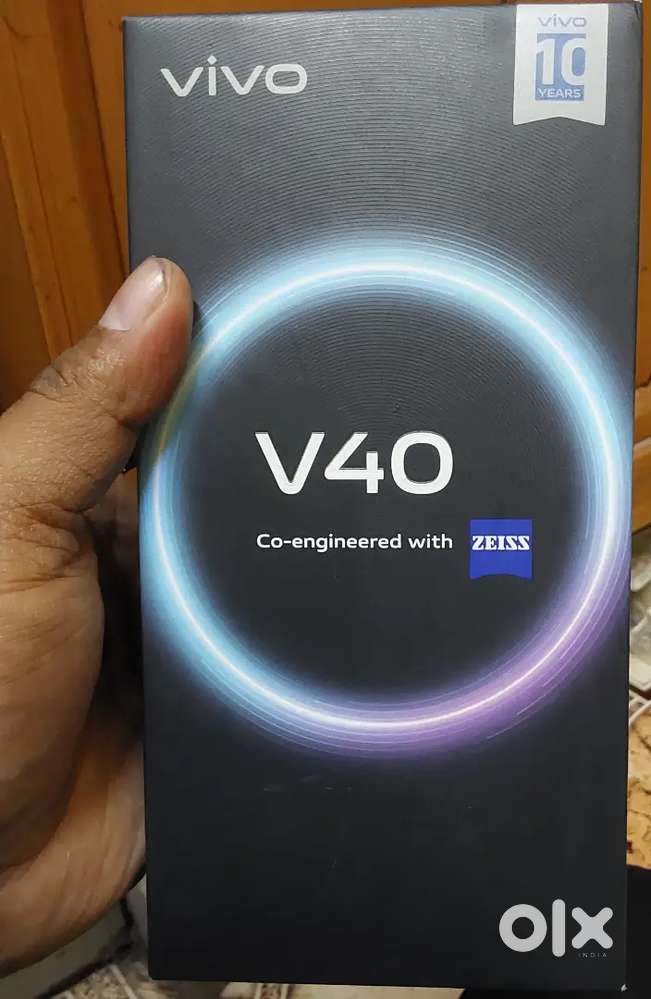 vivo
vivo
10
YEARS
V40
Co-engineered with ZEISS
olx
INDIA